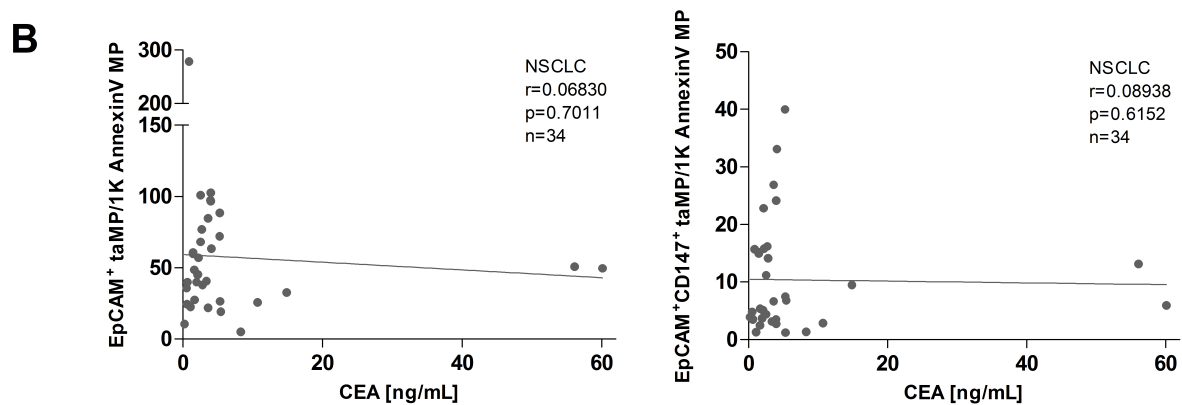 B
EpCAM⁺ taMP/1K AnnexinV MP
300
200
150
100
50
0
NSCLC
r=0.06830
p=0.7011
n=34
0 20 40 60
CEA [ng/mL]
EpCAM⁺CD147⁺ taMP/1K AnnexinV MP
50
40
30
20
10
0
NSCLC
r=0.08938
p=0.6152
n=34
0 20 40 60
CEA [ng/mL]